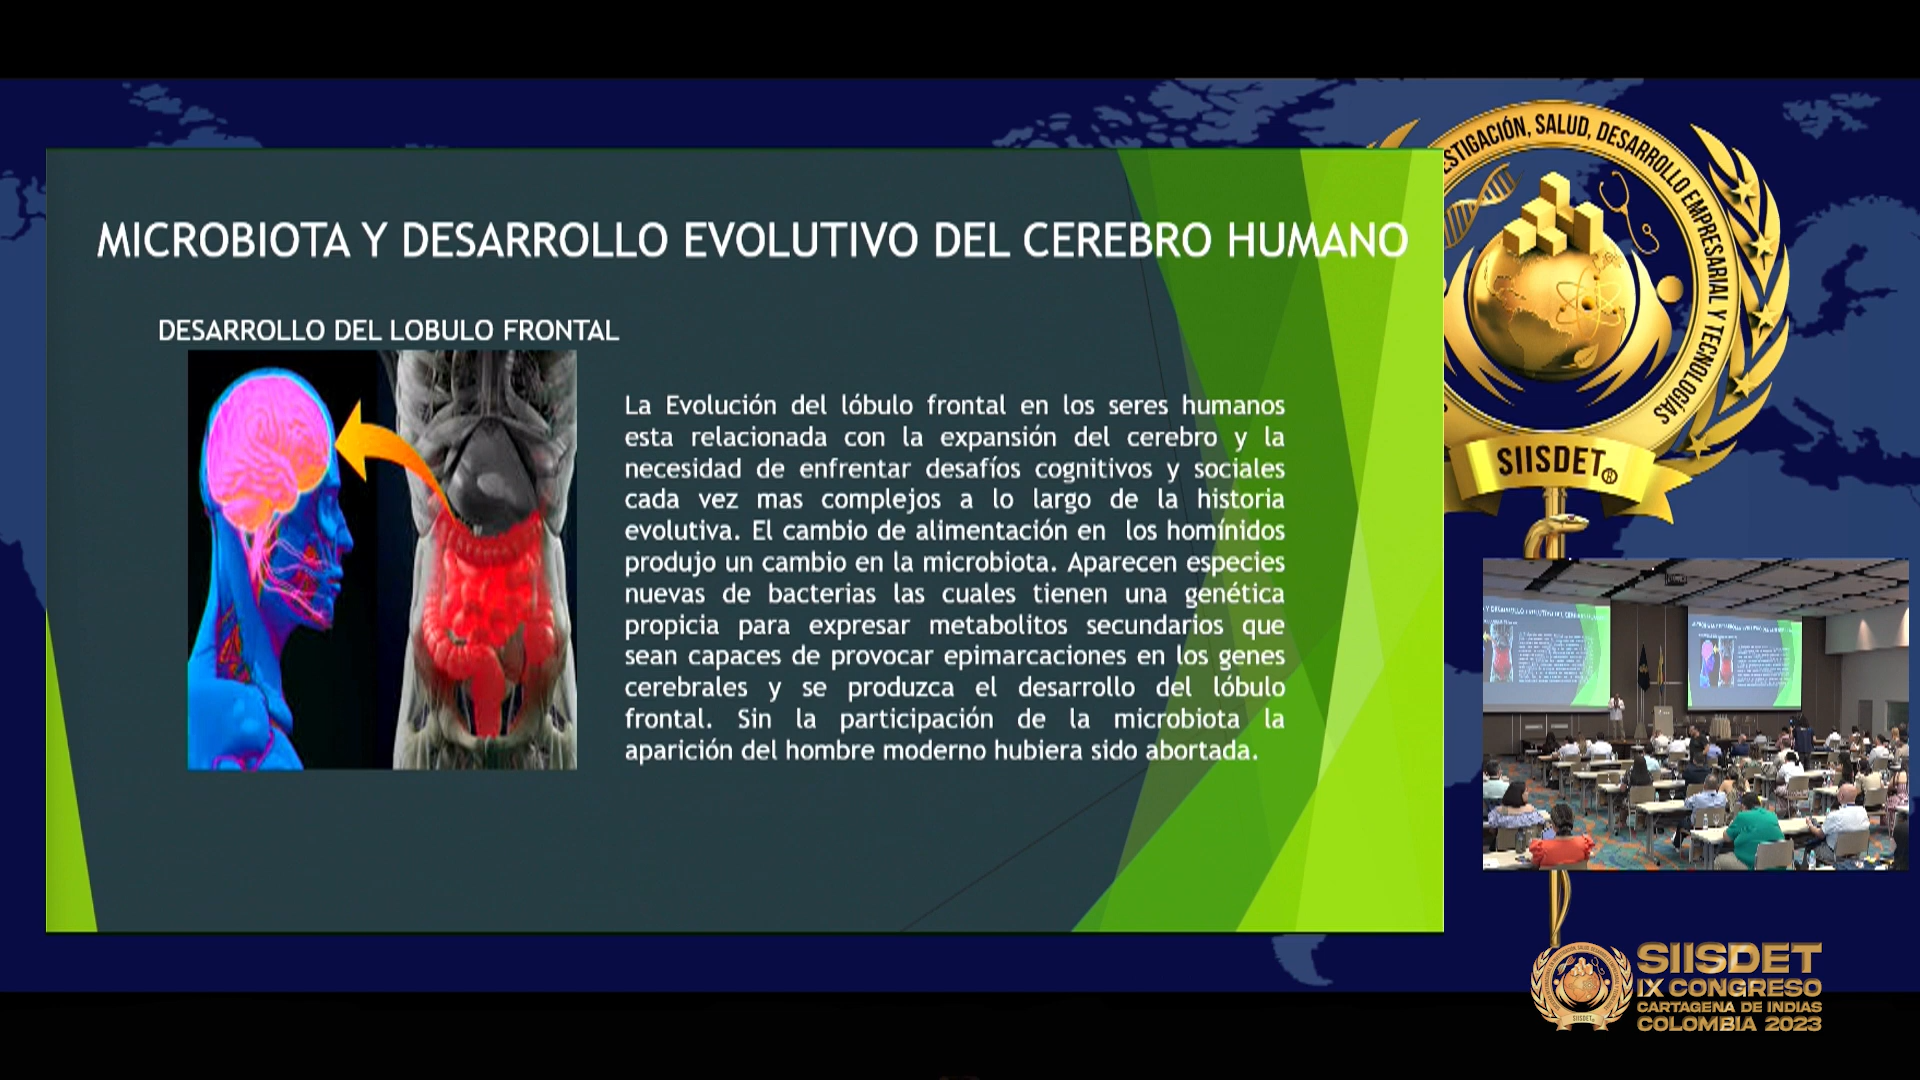 MICROBIOTA Y DESARROLLO EVOLUTIVO DEL CEREBRO HUMANO
DESARROLLO DEL LOBULO FRONTAL
La Evolución del lóbulo frontal en los seres humanos
esta relacionada con la expansión del cerebro y la
necesidad de enfrentar desafíos cognitivos y sociales
cada vez mas complejos a lo largo de la historia
evolutiva. El cambio de alimentación en los homínidos
produjo un cambio en la microbiota. Aparecen especies
nuevas de bacterias las cuales tienen una genética
propicia para expresar metabolitos secundarios que
sean capaces de provocar epimarcaciones en los genes
cerebrales y se produzca el desarrollo del lóbulo
frontal. Sin la participación de la microbiota la
aparición del hombre moderno hubiera sido abortada.
ESTIGACIÓN, SALUD, DESARROLLO EMPRESARIAL Y TECNOLOGÍAS
SIISDET®
SIISDET
IX CONGRESO
CARTAGENA DE INDIAS
COLOMBIA 2023